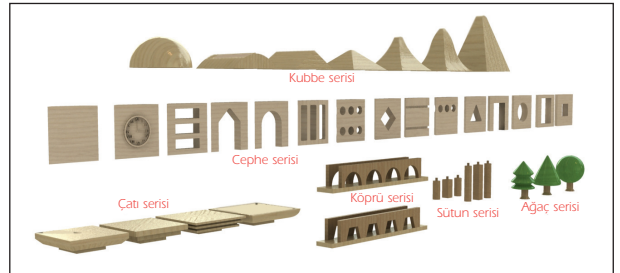 Kubbe serisi
Cephe serisi
Çatı serisi
Köprü serisi
Sütun serisi
Ağaç serisi